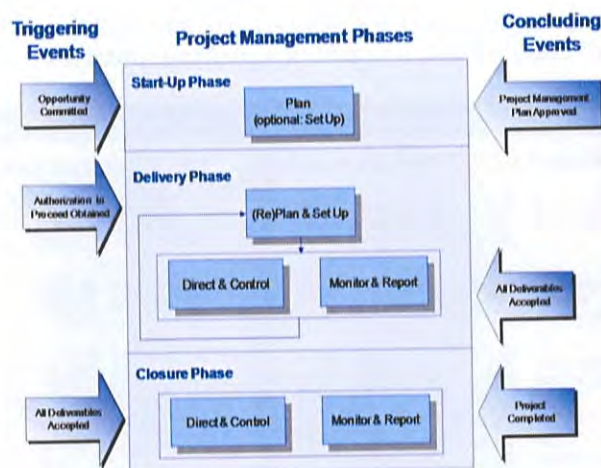 Triggering
Events
Project Management Phases
Concluding
Events
Start-Up Phase
Opportunity
Committed
Plan
(optional: Set Up)
Project Management
Plan Approved
Delivery Phase
Authorization to
Proceed Obtained
(Re)Plan & Set Up
Direct & Control
Monitor & Report
All Deliverables
Accepted
Closure Phase
All Deliverables
Accepted
Direct & Control
Monitor & Report
Project
Completed